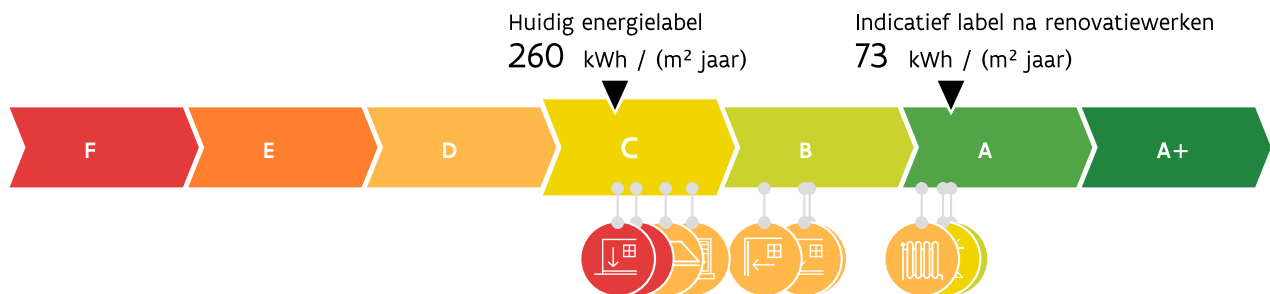 Huidig energielabel
260 kWh / (m² jaar)
Indicatief label na renovatiewerken
73 kWh / (m² jaar)
F E D C B A A+